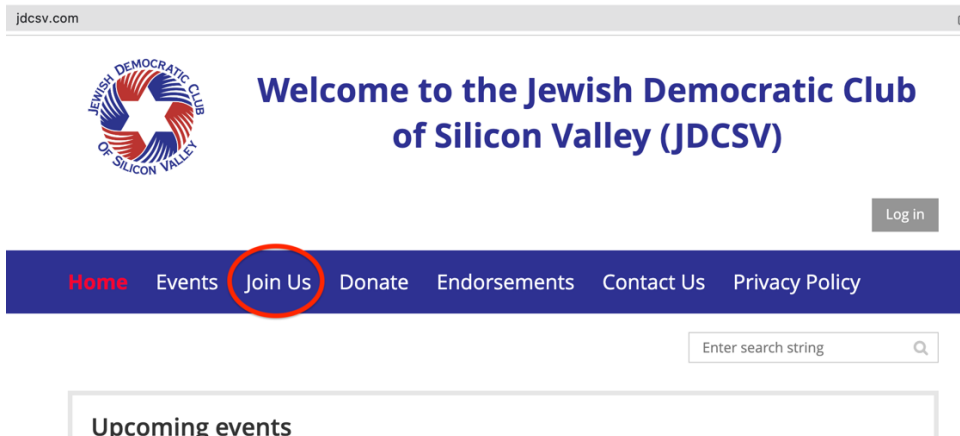 jdcsv.com
JEWISH DEMOCRATIC CLUB
OF SILICON VALLEY
Welcome to the Jewish Democratic Club
of Silicon Valley (JDCSV)
Log in
Home Events Join Us Donate Endorsements Contact Us Privacy Policy
Enter search string
Upcoming events